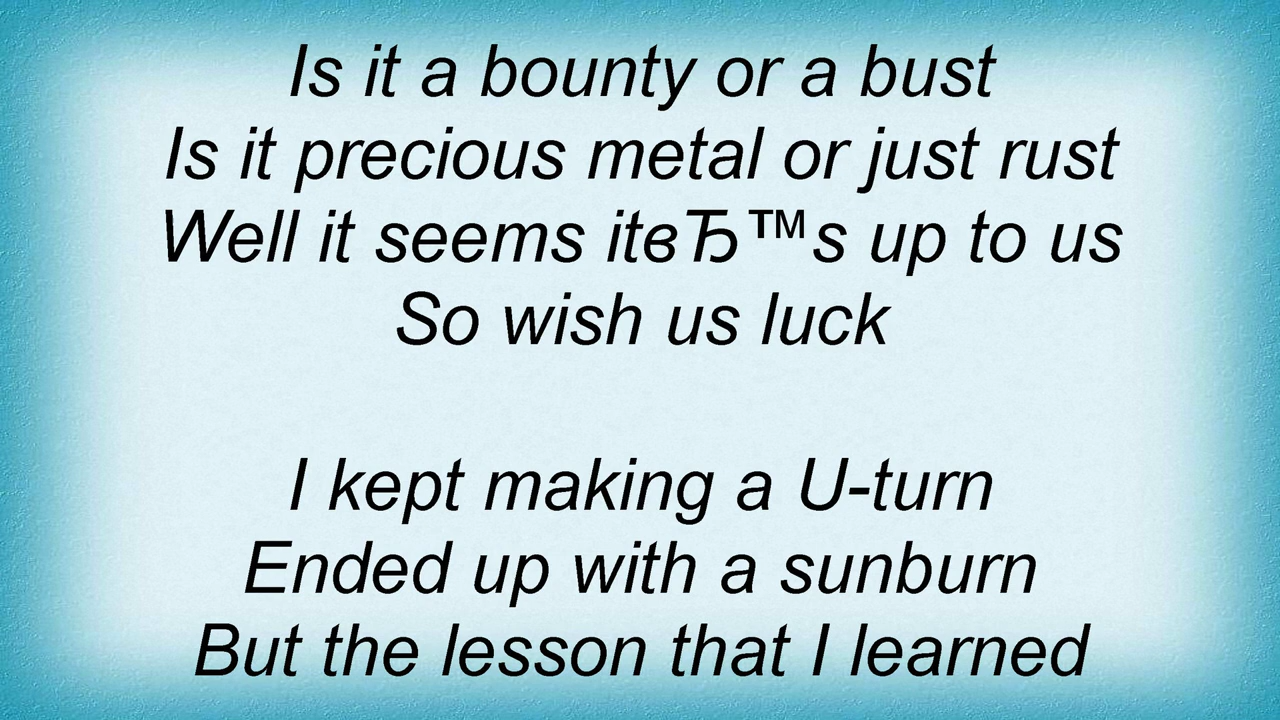 Is it a bounty or a bust
Is it precious metal or just rust
Well it seems itвЂ™s up to us
So wish us luck
I kept making a U-turn
Ended up with a sunburn
But the lesson that I learned